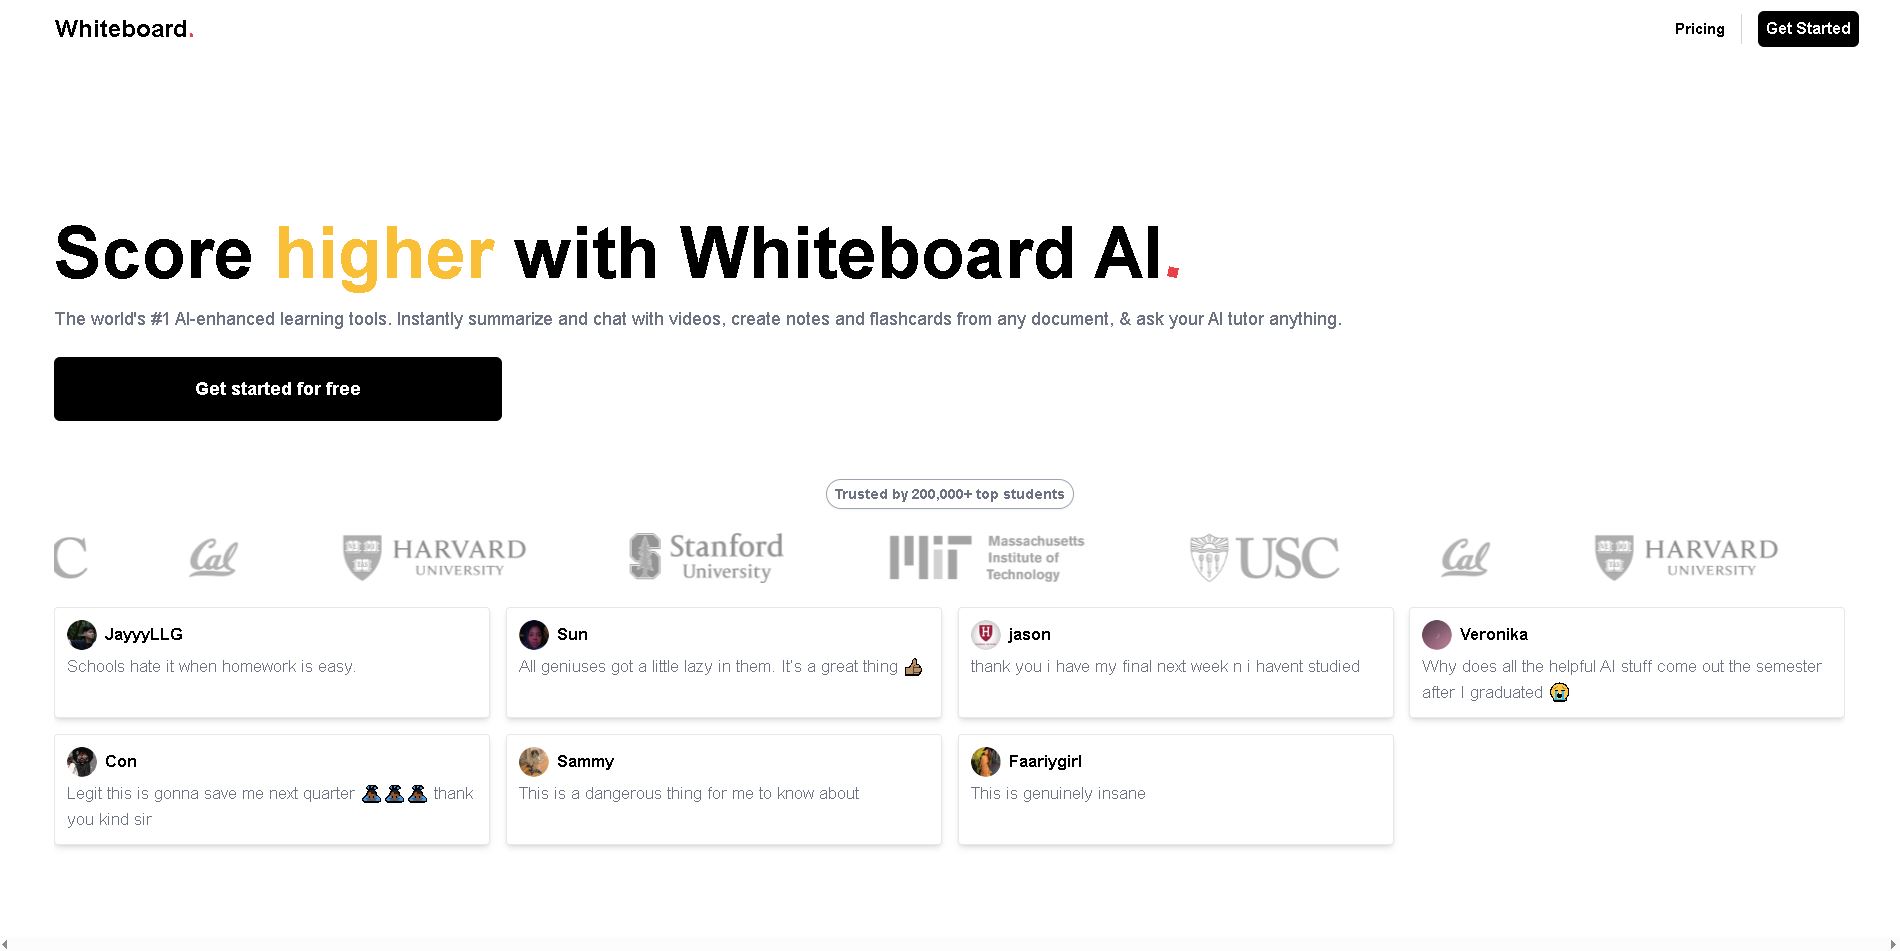 Whiteboard.
Pricing
Get Started
Score higher with Whiteboard AI.
The world's #1 AI-enhanced learning tools. Instantly summarize and chat with videos, create notes and flashcards from any document, & ask your AI tutor anything.
Get started for free
Trusted by 200,000+ top students
C
Cal
HARVARD
UNIVERSITY
Stanford
University
MIT
Massachusetts
Institute of
Technology
USC
Cal
HARVARD
UNIVERSITY
JayyyLLG
Schools hate it when homework is easy.
Sun
All geniuses got a little lazy in them. It's a great thing 👍🏽
jason
thank you i have my final next week n i havent studied
Veronika
Why does all the helpful AI stuff come out the semester
after I graduated 😭
Con
Legit this is gonna save me next quarter 🙇🏾🙇🏾🙇🏾 thank
you kind sir
Sammy
This is a dangerous thing for me to know about
Faariygirl
This is genuinely insane